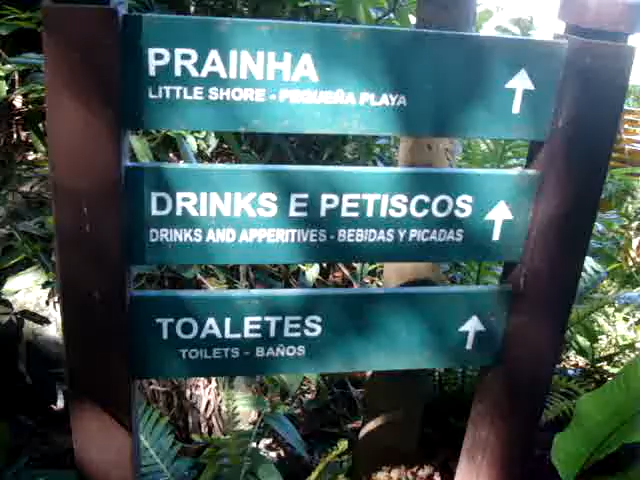 PRAINHA
LITTLE SHORE - PEQUEÑA PLAYA
DRINKS E PETISCOS
DRINKS AND APPERITIVES - BEBIDAS Y PICADAS
TOALETES
TOILETS - BAÑOS